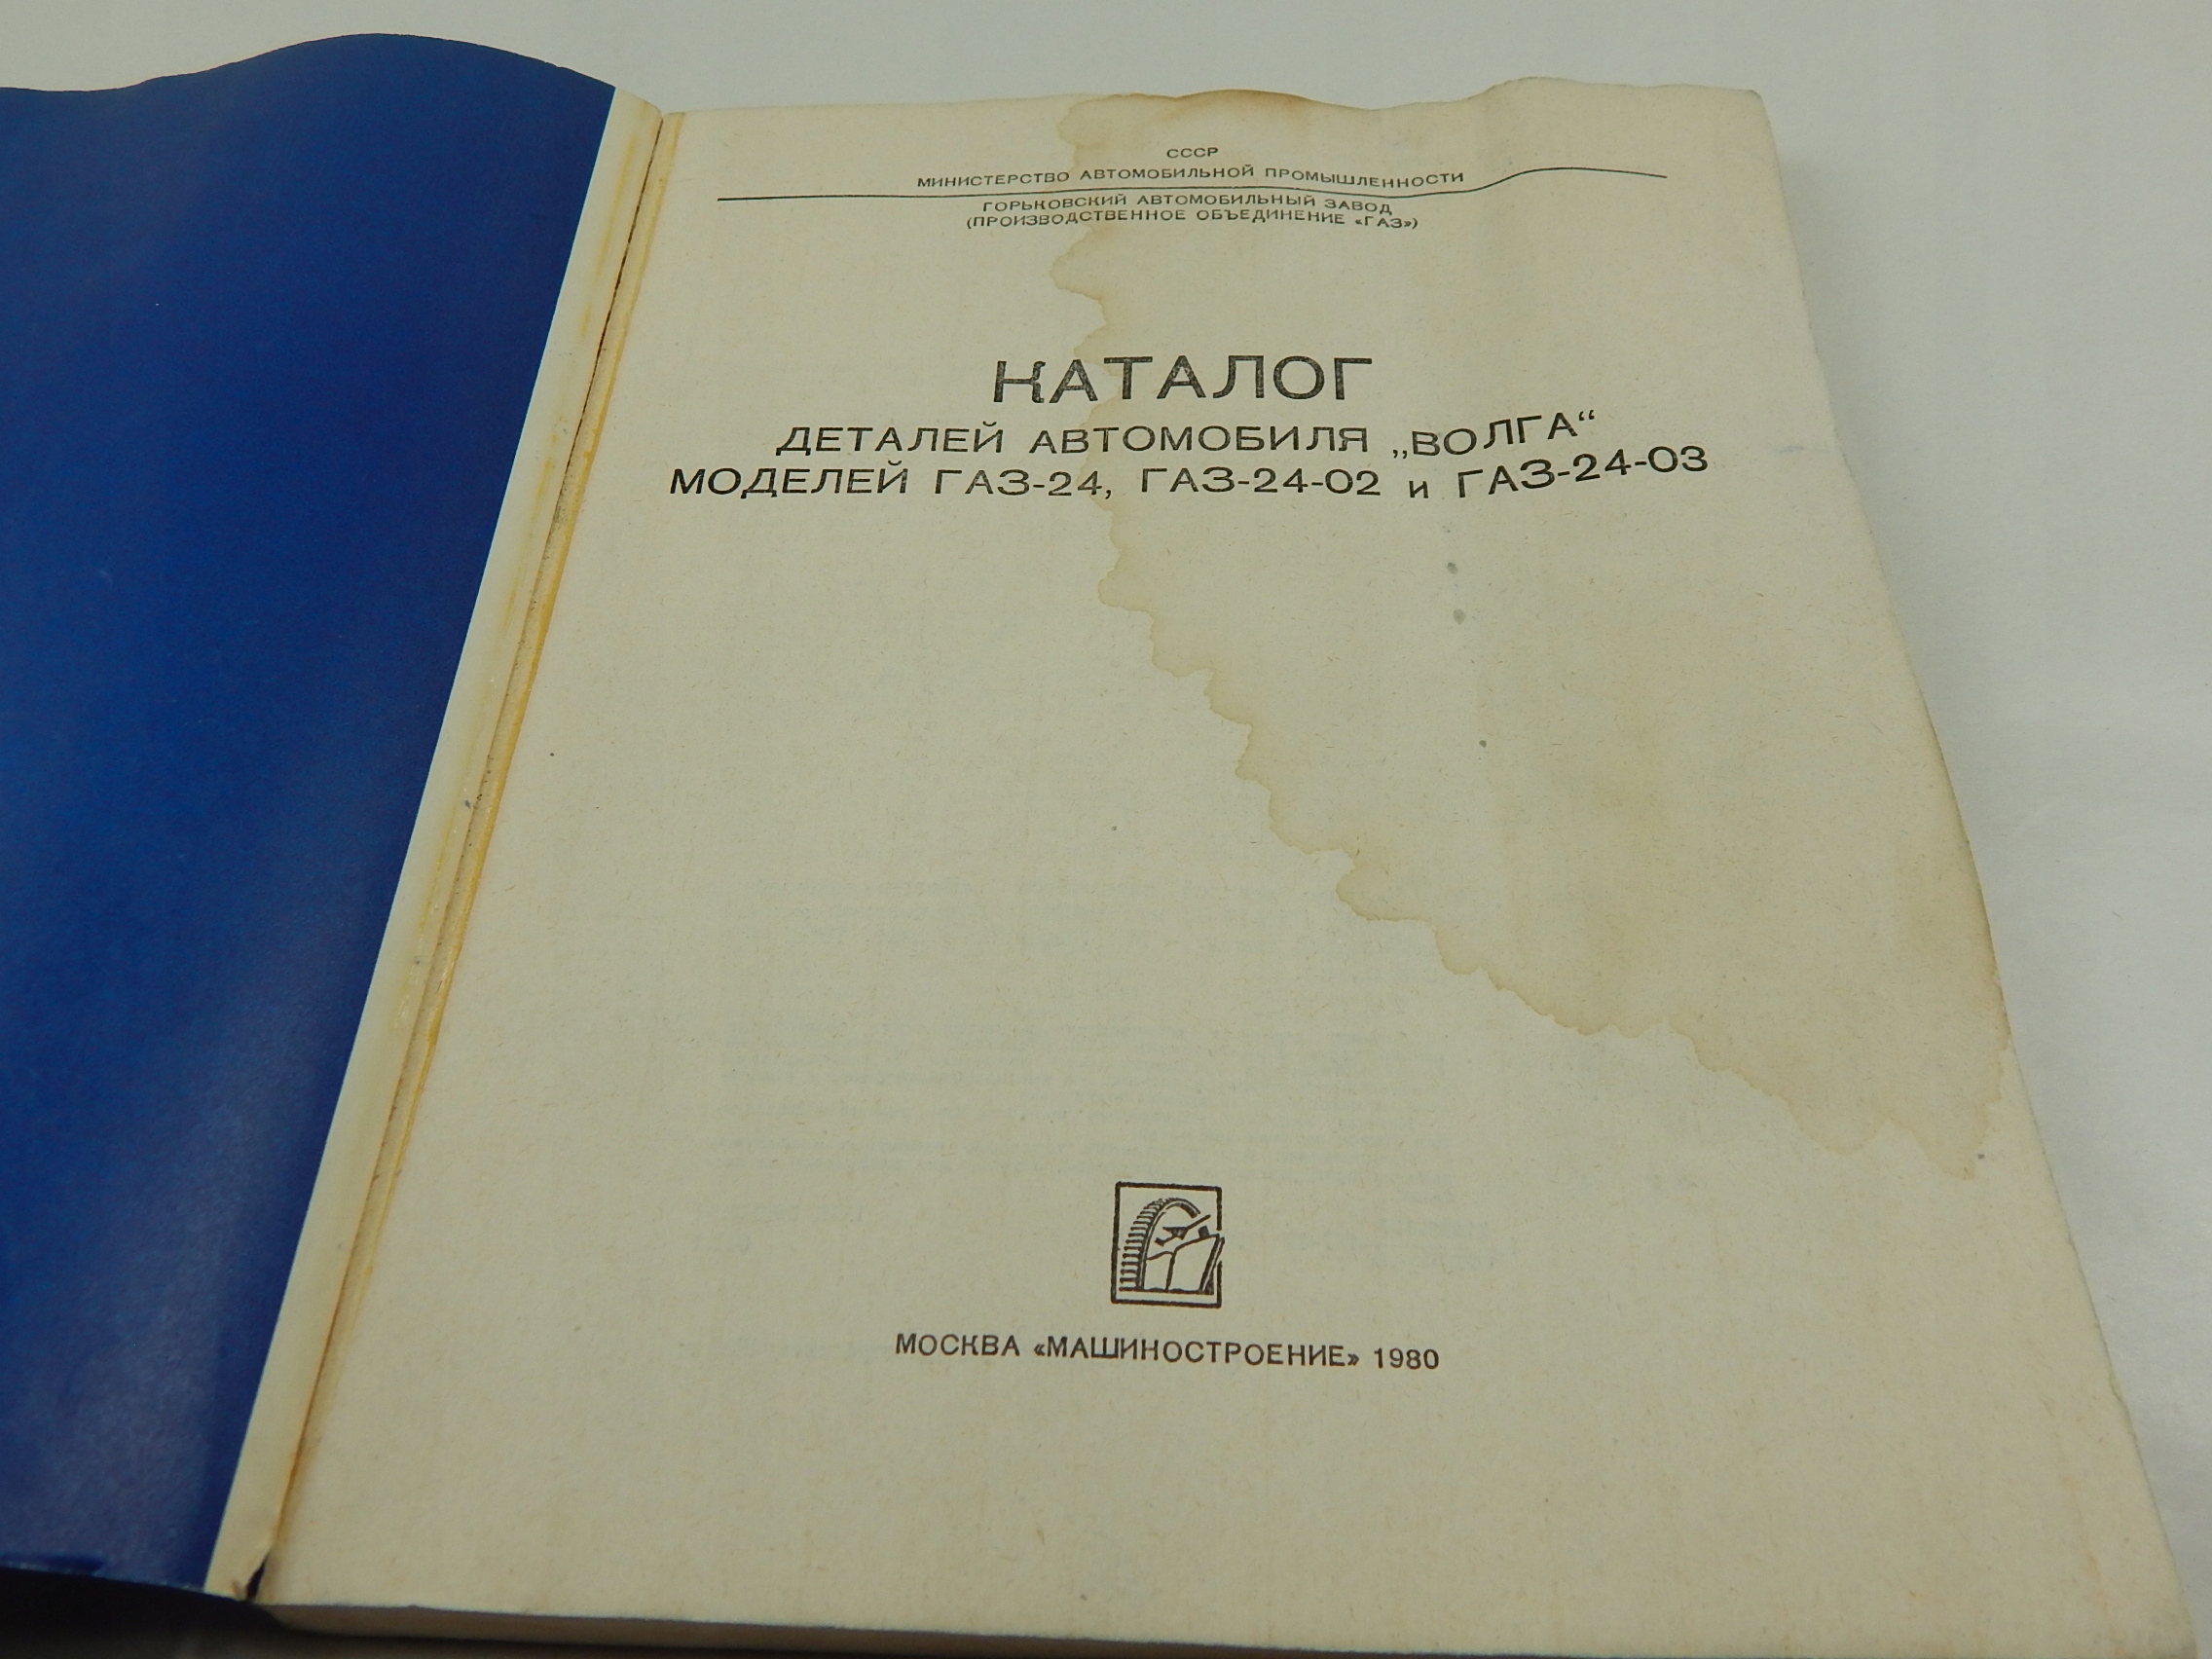 СССР
МИНИСТЕРСТВО АВТОМОБИЛЬНОЙ ПРОМЫШЛЕННОСТИ
ГОРЬКОВСКИЙ АВТОМОБИЛЬНЫЙ ЗАВОД
(ПРОИЗВОДСТВЕННОЕ ОБЪЕДИНЕНИЕ «ГАЗ»)
КАТАЛОГ
ДЕТАЛЕЙ АВТОМОБИЛЯ „ВОЛГА“
МОДЕЛЕЙ ГАЗ-24, ГАЗ-24-02 и ГАЗ-24-03
МОСКВА «МАШИНОСТРОЕНИЕ» 1980